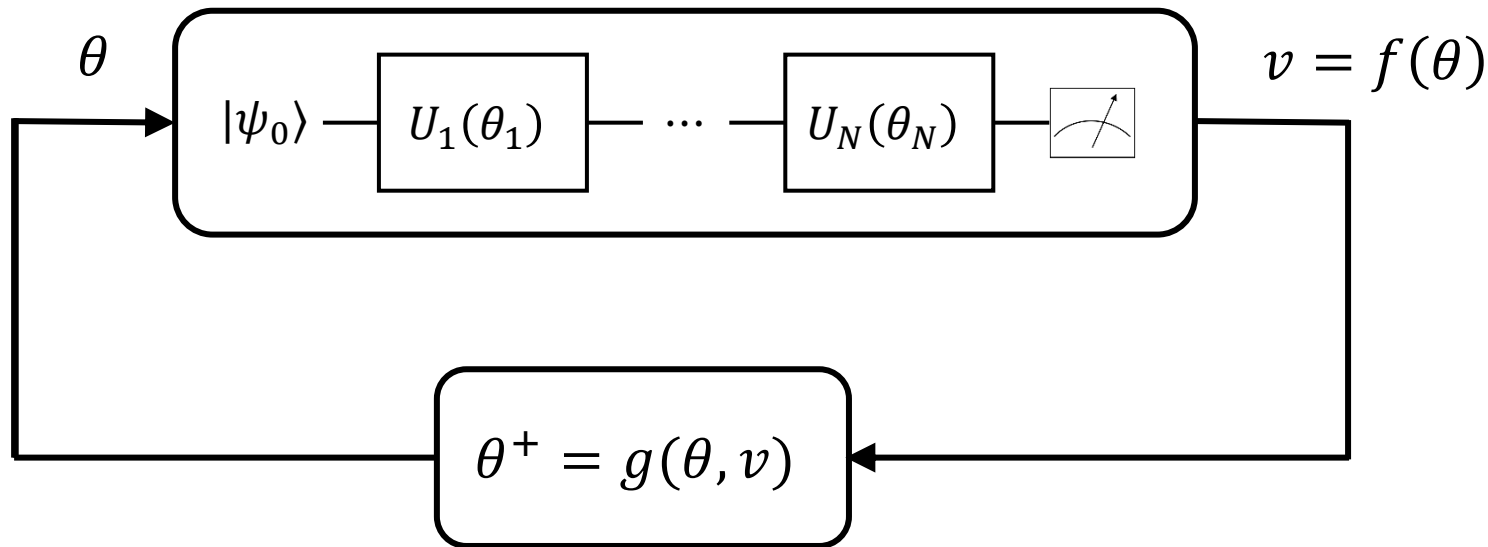 θ
v = f(θ)
|ψ₀⟩ U₁(θ₁) ··· U_N(θ_N)
θ⁺ = g(θ, v)